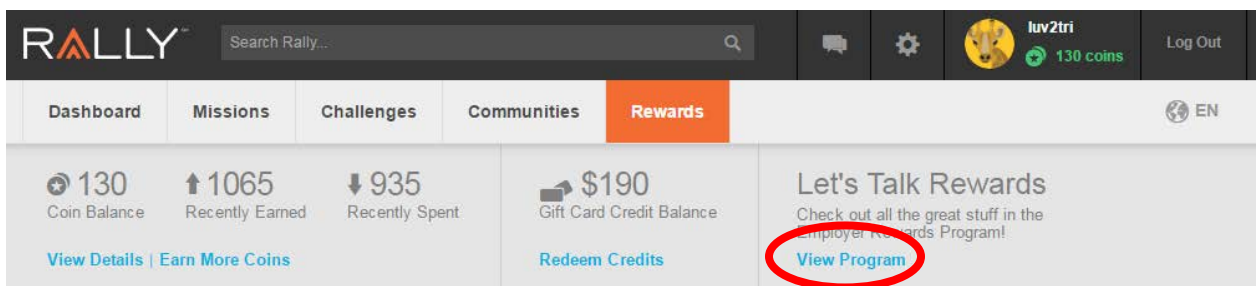 RALLY
Search Rally...
luv2tri
130 coins
Log Out
Dashboard
Missions
Challenges
Communities
Rewards
EN
130
Coin Balance
1065
Recently Earned
935
Recently Spent
View Details | Earn More Coins
$190
Gift Card Credit Balance
Redeem Credits
Let's Talk Rewards
Check out all the great stuff in the
Employer Rewards Program!
View Program